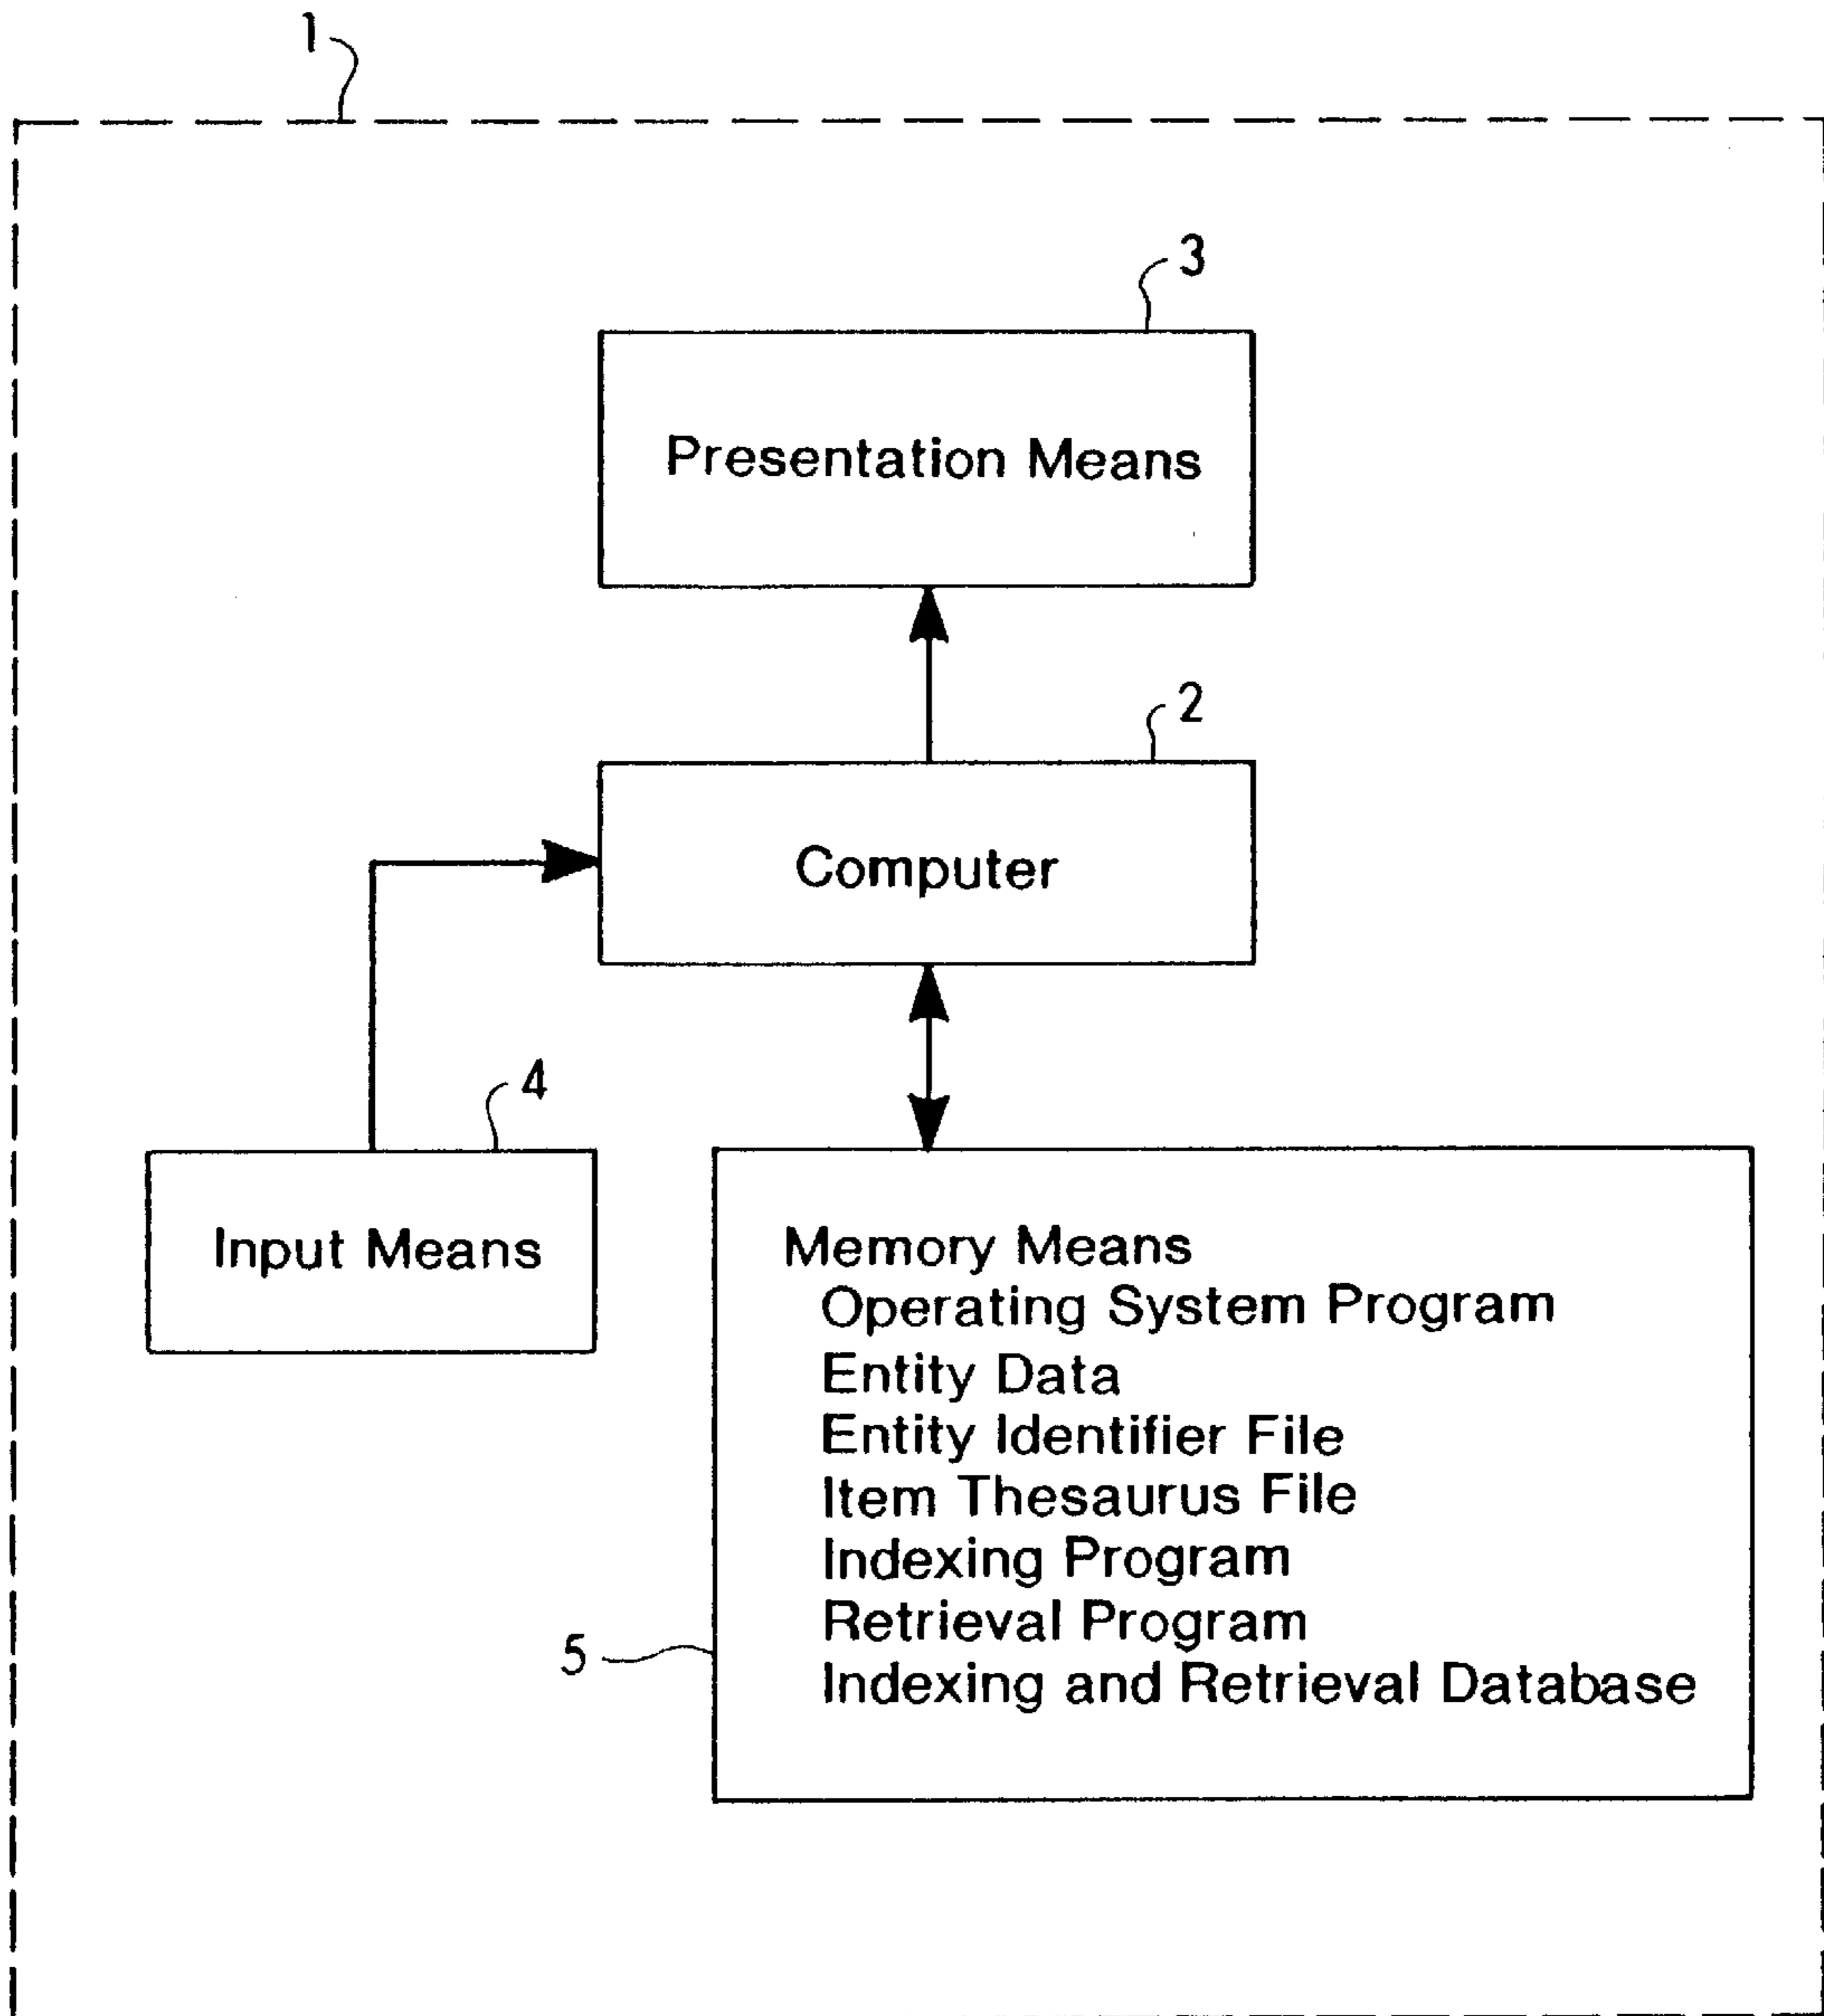 1
3
Presentation Means
2
Computer
4
Input Means
Memory Means
Operating System Program
Entity Data
Entity Identifier File
Item Thesaurus File
Indexing Program
Retrieval Program
5
Indexing and Retrieval Database